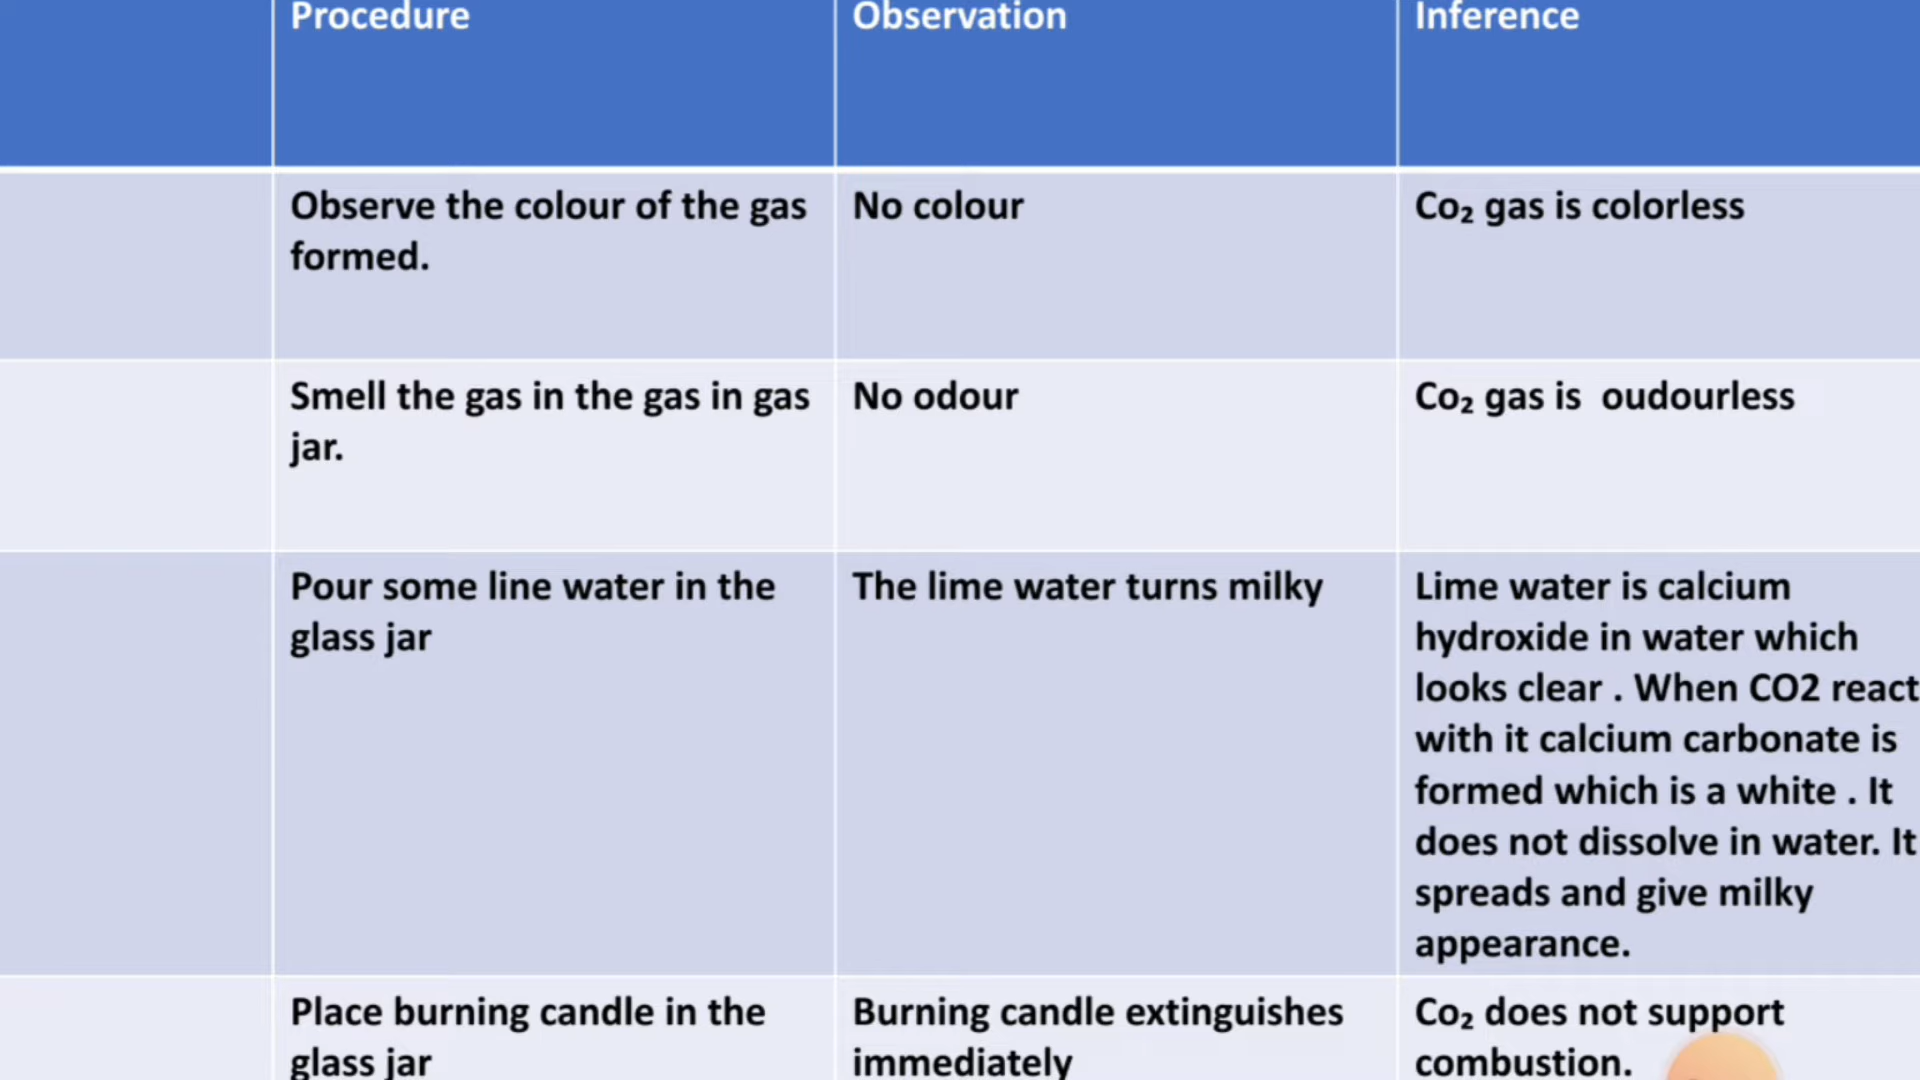 Procedure
Observation
Inference
Observe the colour of the gas
formed.
No colour
Co₂ gas is colorless
Smell the gas in the gas in gas
jar.
No odour
Co₂ gas is oudourless
Pour some line water in the
glass jar
The lime water turns milky
Lime water is calcium
hydroxide in water which
looks clear . When CO2 react
with it calcium carbonate is
formed which is a white . It
does not dissolve in water. It
spreads and give milky
appearance.
Place burning candle in the
glass jar
Burning candle extinguishes
immediately
Co₂ does not support
combustion.